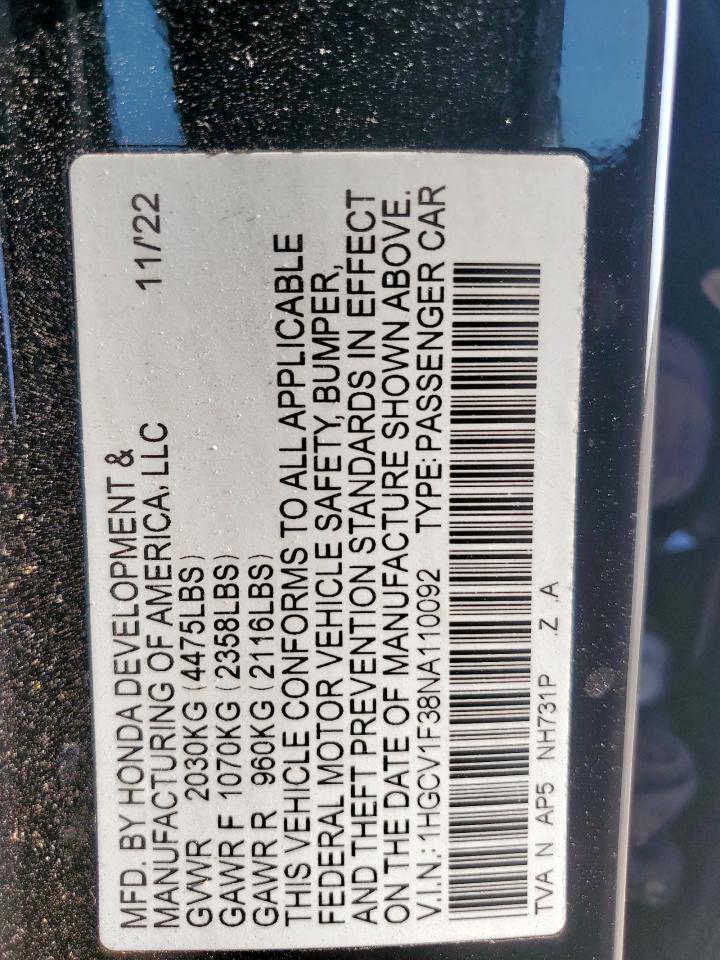 MFD. BY HONDA DEVELOPMENT & 11/'22
MANUFACTURING OF AMERICA, LLC
GVWR 2030KG (4475LBS)
GAWR F 1070KG (2358LBS)
GAWR R 960KG (2116LBS)
THIS VEHICLE CONFORMS TO ALL APPLICABLE
FEDERAL MOTOR VEHICLE SAFETY, BUMPER,
AND THEFT PREVENTION STANDARDS IN EFFECT
ON THE DATE OF MANUFACTURE SHOWN ABOVE.
V.I.N.: 1HGCV1F38NA110092 TYPE: PASSENGER CAR
TVA N AP5 NH731P .Z .A